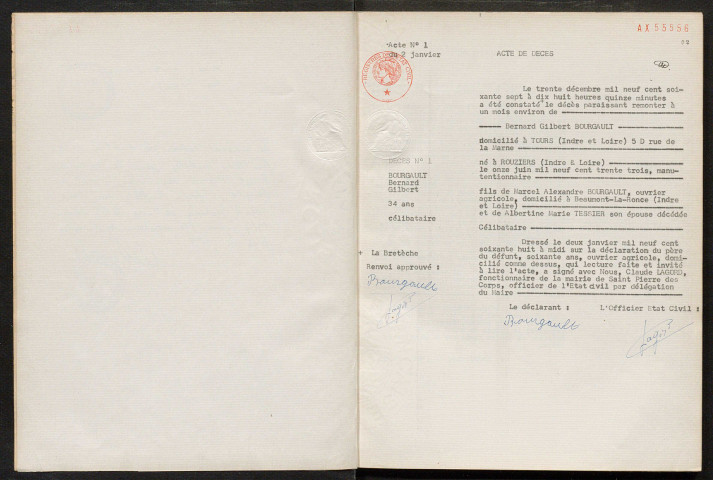 AX 55556
Acte N° 1
du 2 janvier
ACTE DE DECES
Le trente décembre mil neuf cent soi-
xante sept à dix huit heures quinze minutes
a été constaté le décès paraissant remonter à
un mois environ de
Bernard Gilbert BOURGAULT
domicilié à TOURS (Indre et Loire) 5 D rue de
la Marne
né à ROUZIERS (Indre & Loire)
le onze juin mil neuf cent trente trois, manu-
tentionnaire
fils de Marcel Alexandre BOURGAULT, ouvrier
agricole, domicilié à Beaumont-La-Ronce (Indre
et Loire)
et de Albertine Marie TESSIER son épouse décédée
Célibataire
Dressé le deux janvier mil neuf cent
soixante huit à midi sur la déclaration du père
du défunt, soixante ans, ouvrier agricole, domi-
cilié comme dessus, qui lecture faite et invité
à lire l'acte, a signé avec Nous, Claude LAGORD,
fonctionnaire de la mairie de Saint Pierre des
Corps, officier de l'Etat civil par délégation
du Maire
Le déclarant : L'Officier Etat Civil :
Bourgault
DECES N° 1
BOURGAULT
Bernard
Gilbert
34 ans
célibataire
+ La Bretèche
Renvoi approuvé :
Bourgault